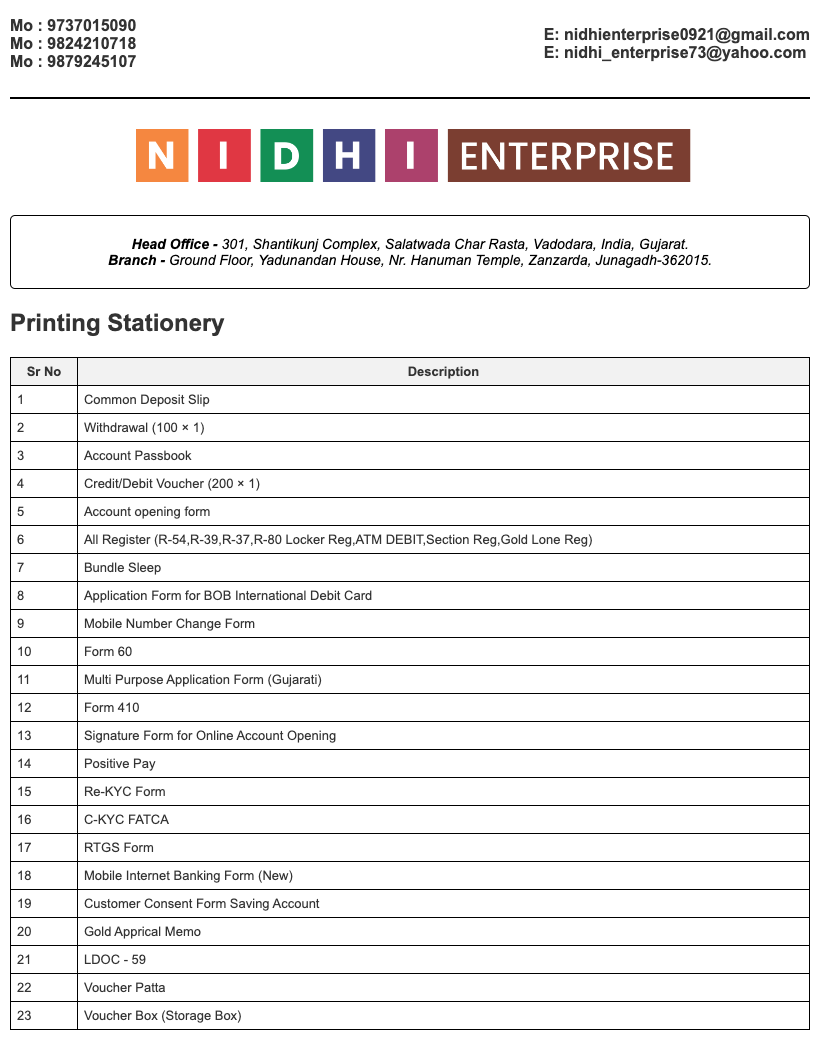 Mo : 9737015090
Mo : 9824210718
Mo : 9879245107
E: nidhienterprise0921@gmail.com
E: nidhi_enterprise73@yahoo.com
NIDHI ENTERPRISE
Head Office - 301, Shantikunj Complex, Salatwada Char Rasta, Vadodara, India, Gujarat.
Branch - Ground Floor, Yadunandan House, Nr. Hanuman Temple, Zanzarda, Junagadh-362015.
Printing Stationery
Sr No Description
1 Common Deposit Slip
2 Withdrawal (100 × 1)
3 Account Passbook
4 Credit/Debit Voucher (200 × 1)
5 Account opening form
6 All Register (R-54,R-39,R-37,R-80 Locker Reg,ATM DEBIT,Section Reg,Gold Lone Reg)
7 Bundle Sleep
8 Application Form for BOB International Debit Card
9 Mobile Number Change Form
10 Form 60
11 Multi Purpose Application Form (Gujarati)
12 Form 410
13 Signature Form for Online Account Opening
14 Positive Pay
15 Re-KYC Form
16 C-KYC FATCA
17 RTGS Form
18 Mobile Internet Banking Form (New)
19 Customer Consent Form Saving Account
20 Gold Apprical Memo
21 LDOC - 59
22 Voucher Patta
23 Voucher Box (Storage Box)